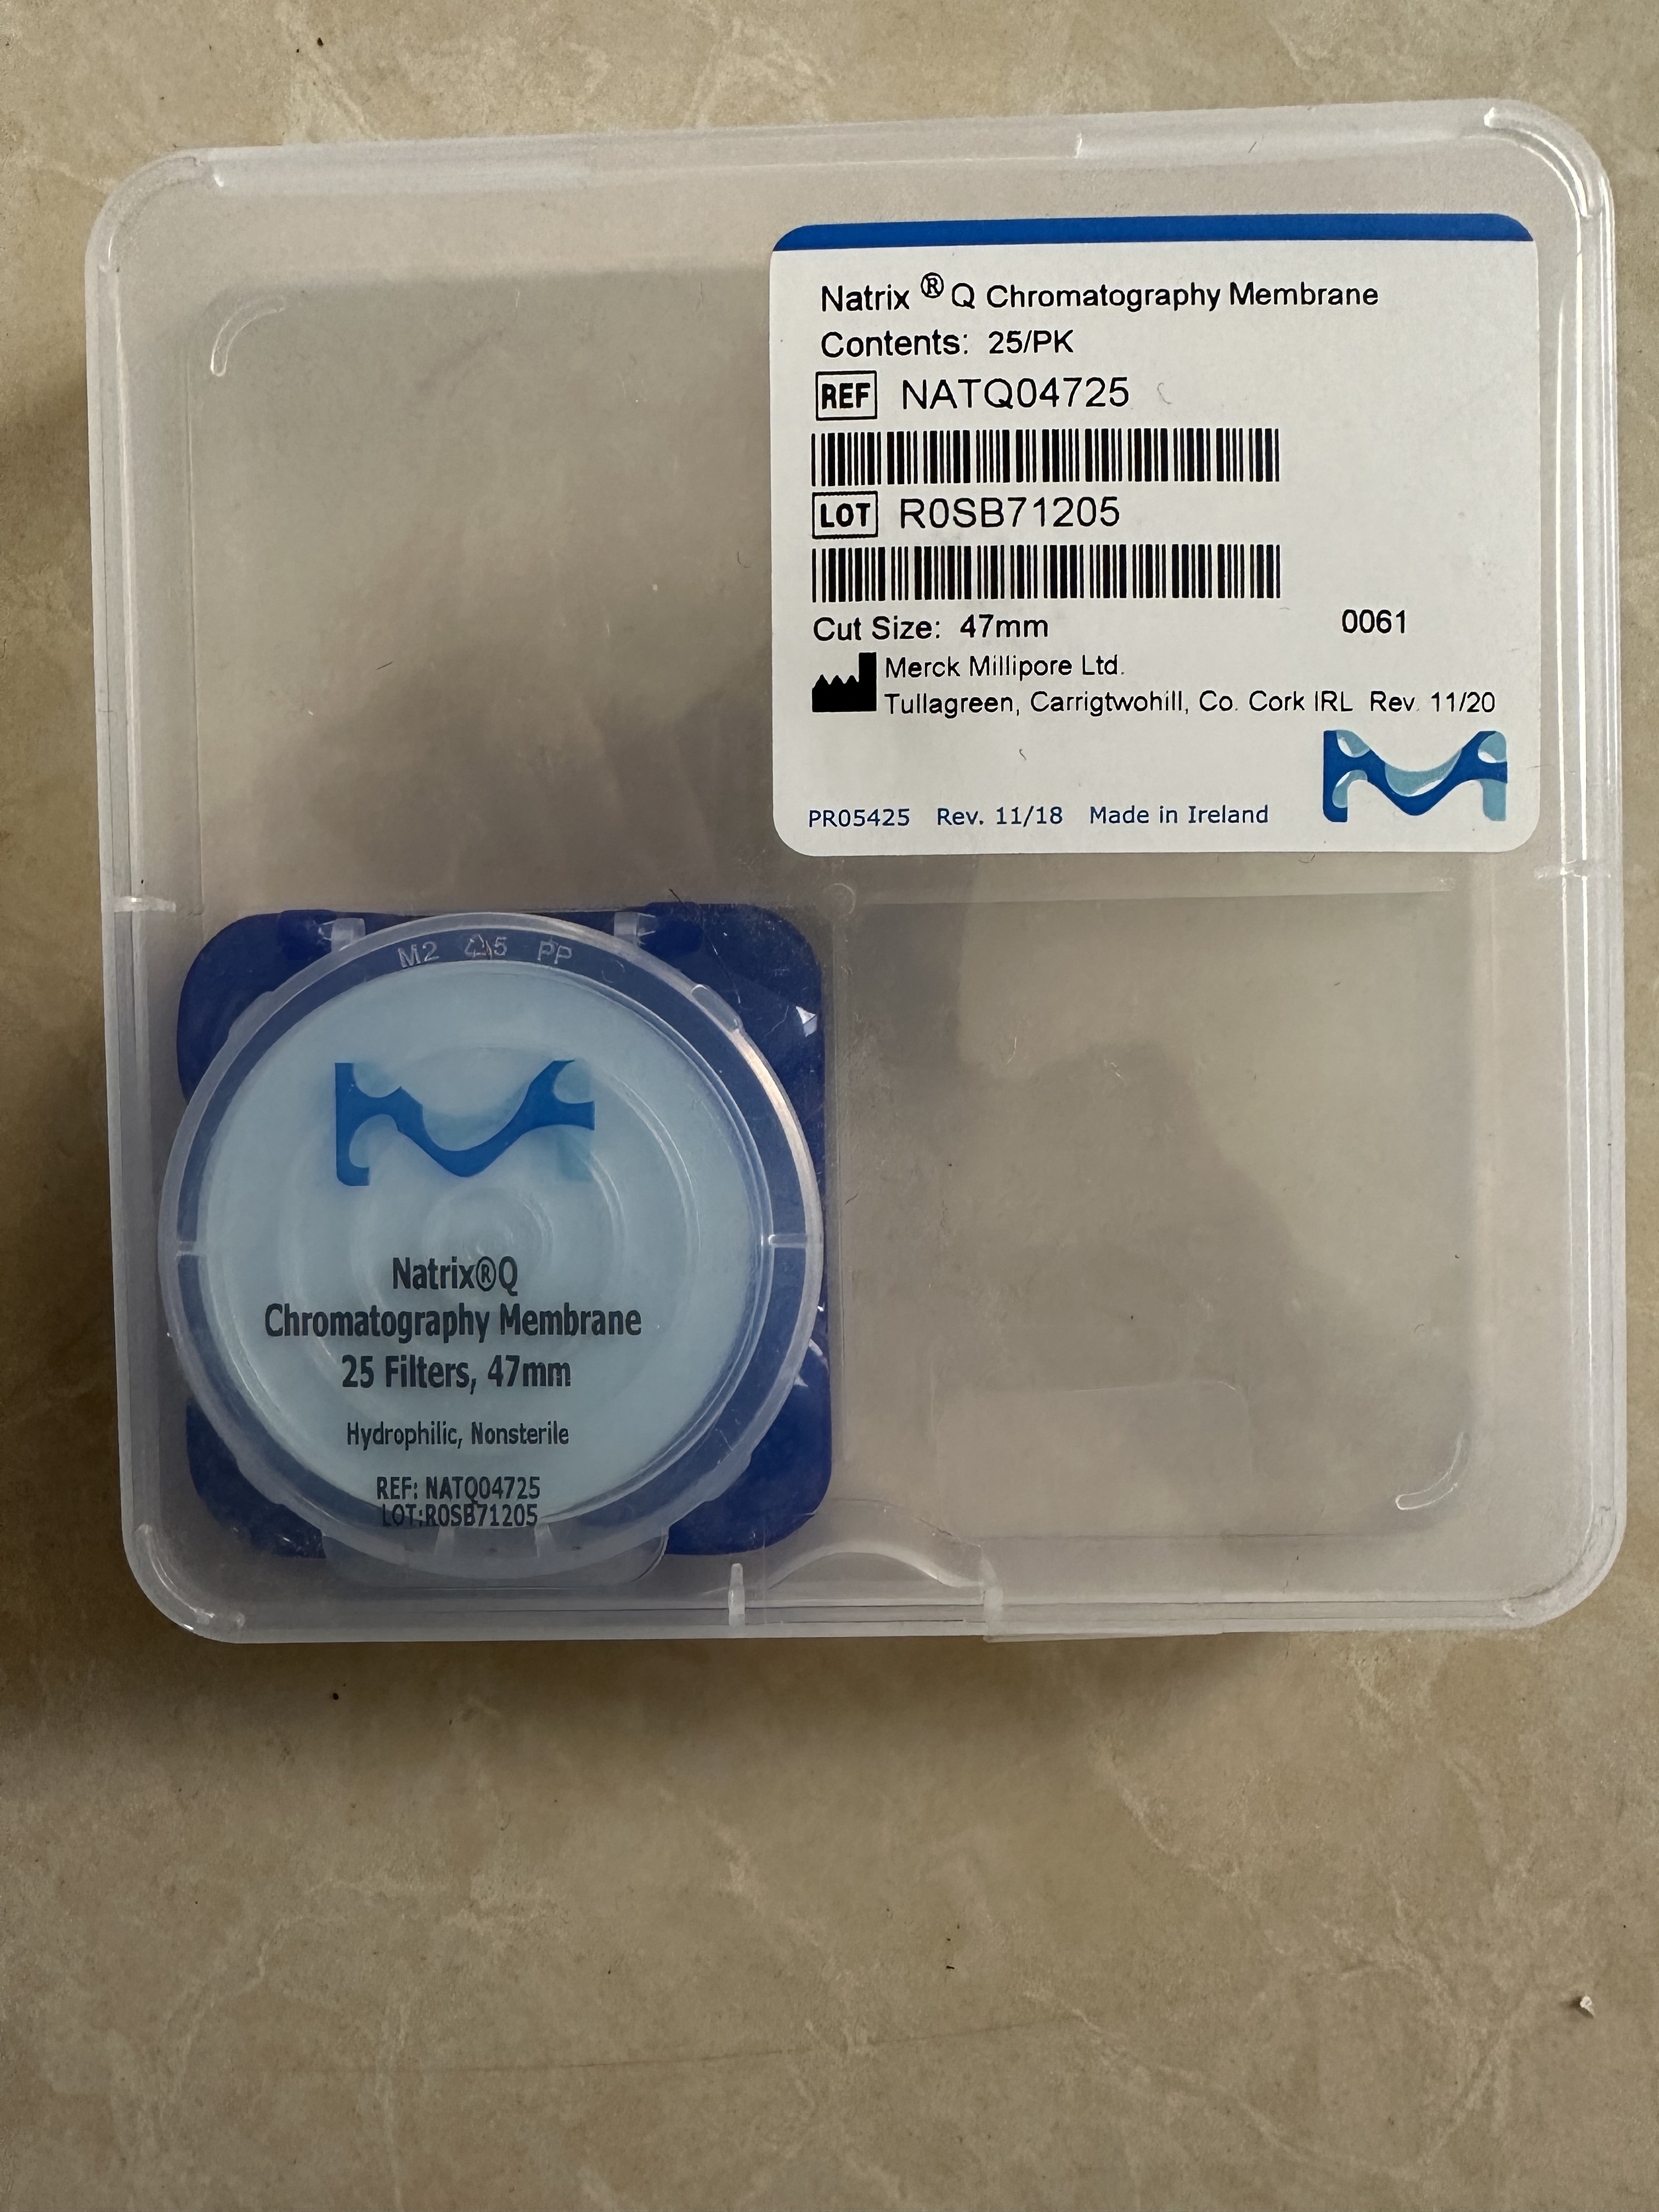 Natrix ® Q Chromatography Membrane
Contents: 25/PK
REF NATQ04725
LOT R0SB71205
Cut Size: 47mm 0061
Merck Millipore Ltd.
Tullagreen, Carrigtwohill, Co. Cork IRL Rev. 11/20
PR05425 Rev. 11/18 Made in Ireland
M2 PP
Natrix®Q
Chromatography Membrane
25 Filters, 47mm
Hydrophilic, Nonsterile
REF: NATQ04725
LOT:R0SB71205